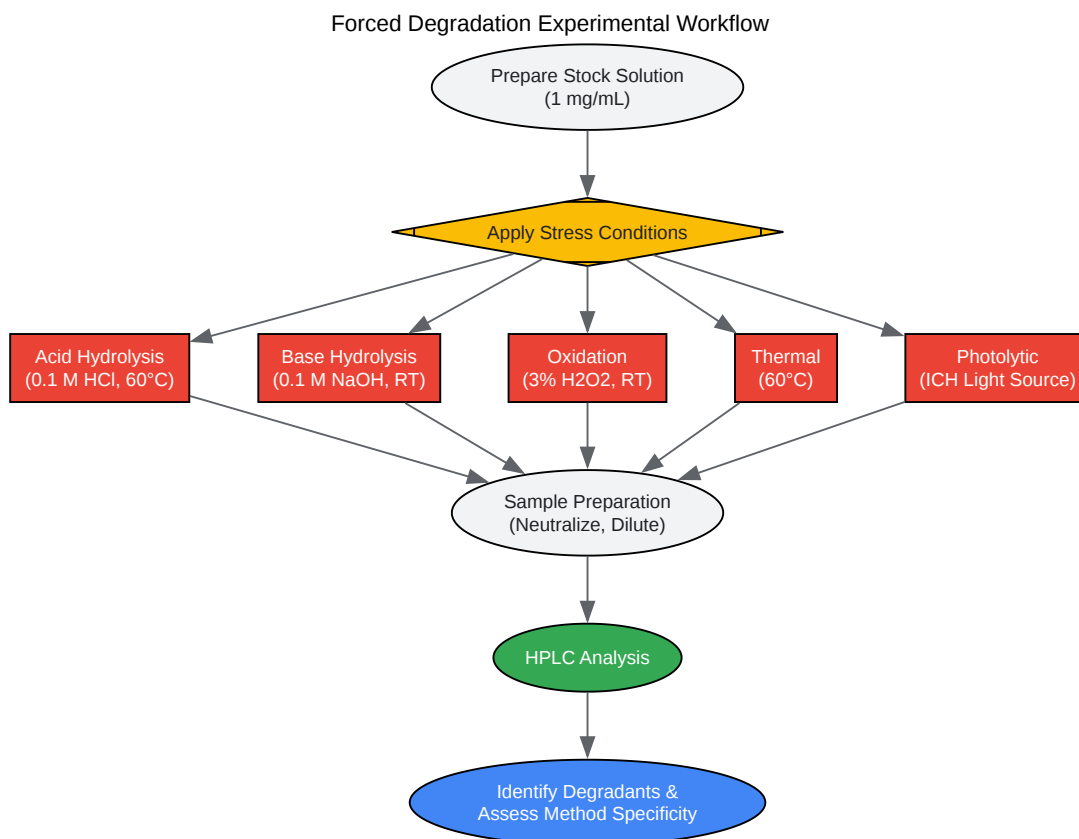 Forced Degradation Experimental Workflow
Prepare Stock Solution
(1 mg/mL)
Apply Stress Conditions
Acid Hydrolysis
(0.1 M HCl, 60°C)
Base Hydrolysis
(0.1 M NaOH, RT)
Oxidation
(3% H2O2, RT)
Thermal
(60°C)
Photolytic
(ICH Light Source)
Sample Preparation
(Neutralize, Dilute)
HPLC Analysis
Identify Degradants &
Assess Method Specificity